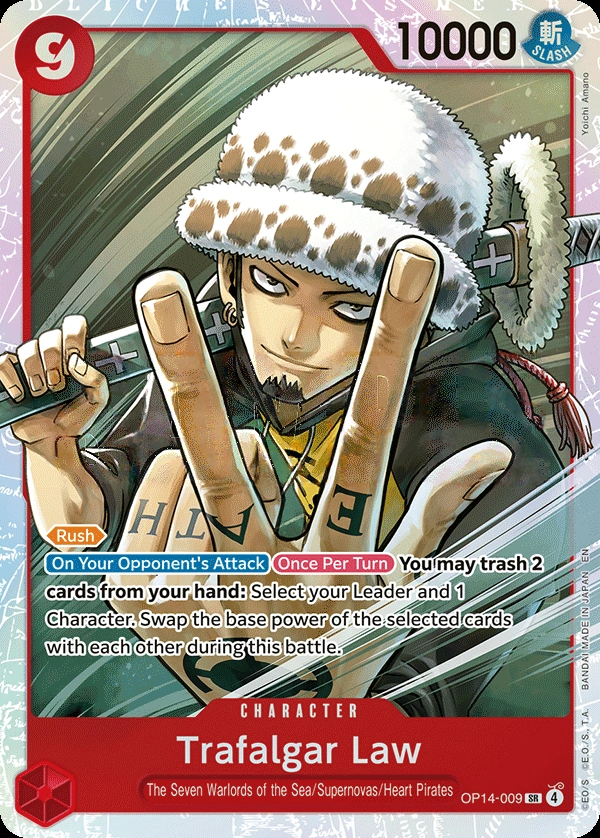 9
10000
斬
SLASH
Yoichi Amano
HT
A
E
Rush
On Your Opponent's Attack Once Per Turn You may trash 2
cards from your hand: Select your Leader and 1
Character. Swap the base power of the selected cards
with each other during this battle.
©E/S ©E.O./S., T.A. BANDAI MADE IN JAPAN EN
CHARACTER
Trafalgar Law
The Seven Warlords of the Sea/Supernovas/Heart Pirates
OP14-009 SR 4